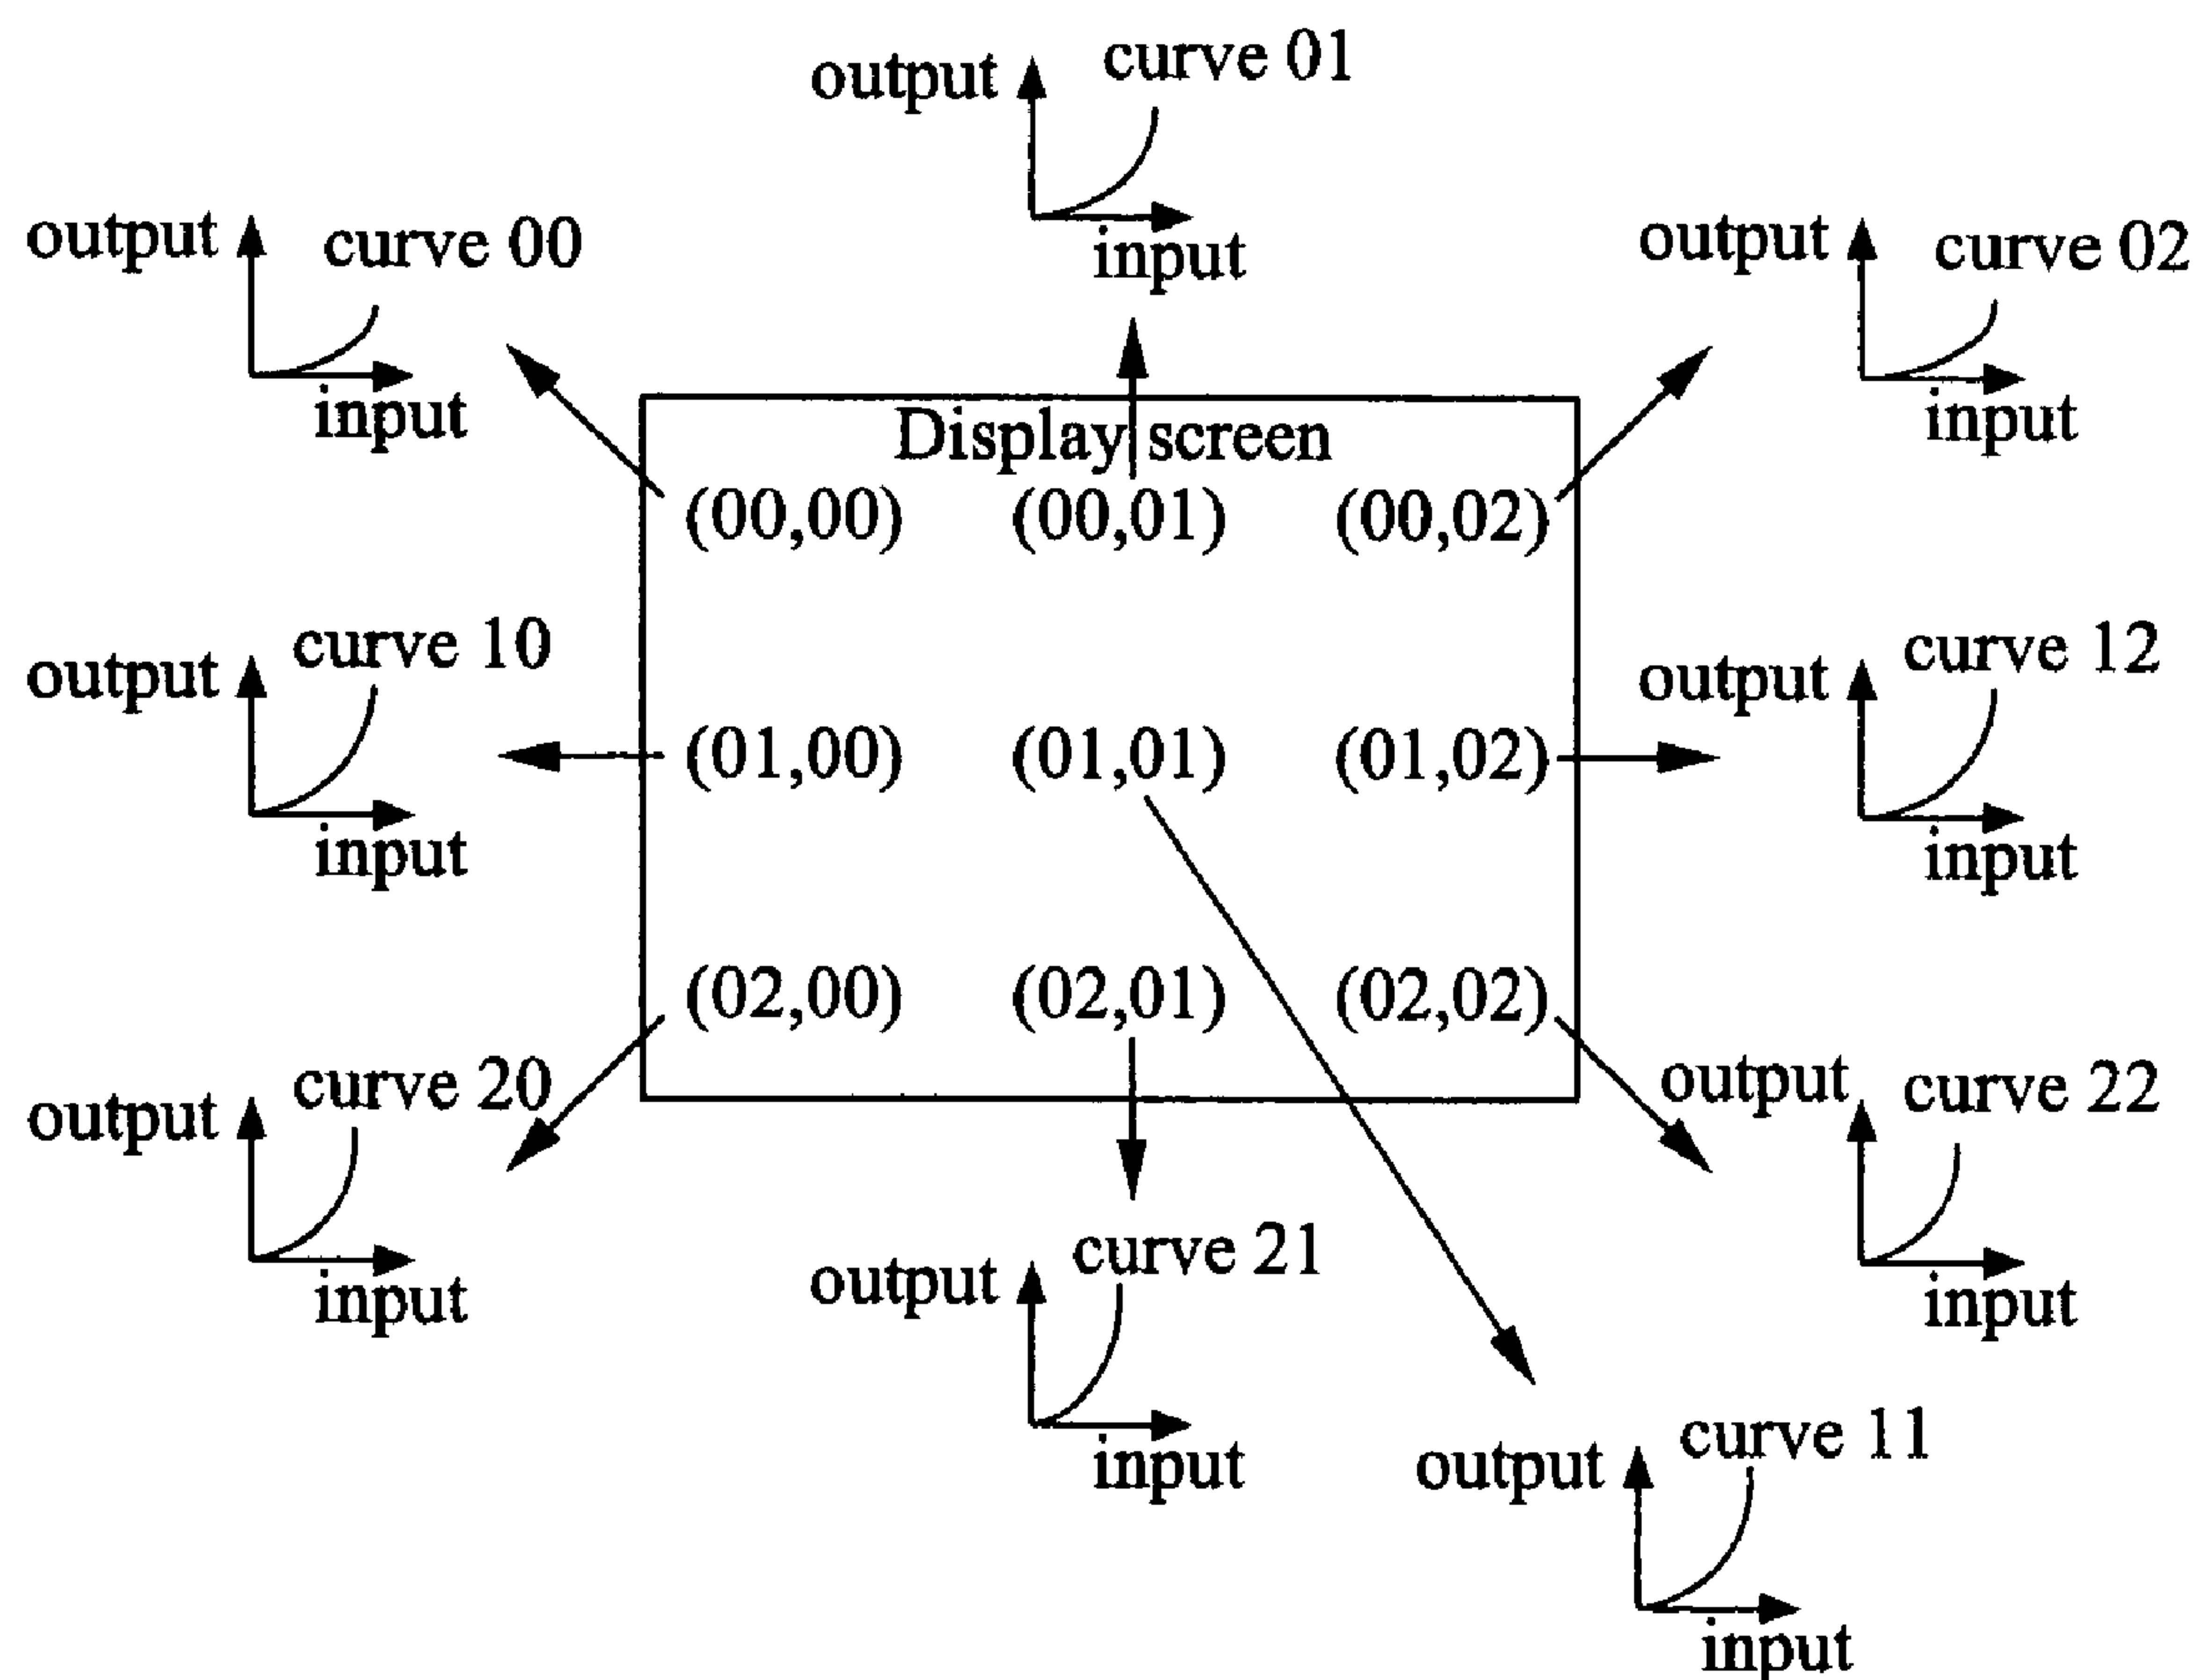 output
curve 01
input
output
curve 00
input
output
curve 02
input
Display screen
(00,00)
(00,01)
(00,02)
output
curve 10
input
(01,00)
(01,01)
(01,02)
output
curve 12
input
(02,00)
(02,01)
(02,02)
output
curve 20
input
output
curve 22
input
output
curve 21
input
output
curve 11
input